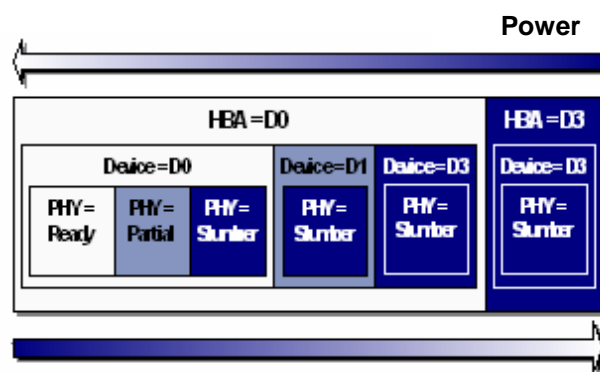 Power
HBA=D0
HBA=D3
Device=D0
Device=D1
Device=D3
Device=D3
PHY=
Ready
PHY=
Partial
PHY=
Slumber
PHY=
Slumber
PHY=
Slumber
PHY=
Slumber